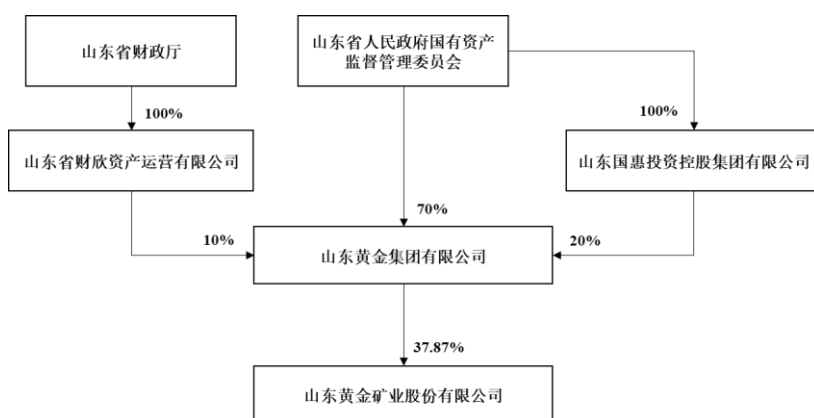 山东省财政厅
山东省人民政府国有资产
监督管理委员会
100%
100%
山东省财欣资产运营有限公司
山东国惠投资控股集团有限公司
70%
10%
20%
山东黄金集团有限公司
37.87%
山东黄金矿业股份有限公司